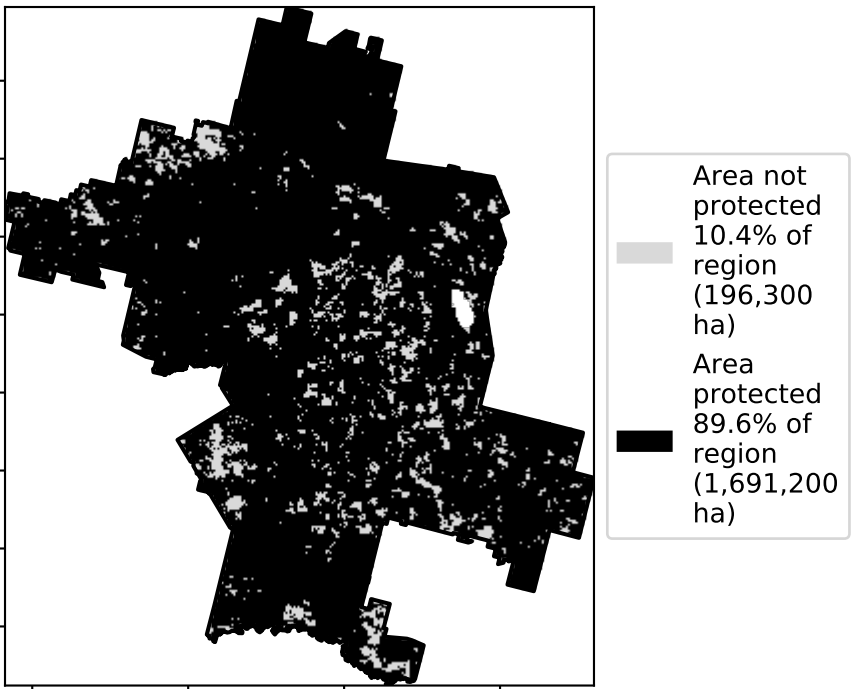 Area not
protected
10.4% of
region
(196,300
ha)
Area
protected
89.6% of
region
(1,691,200
ha)